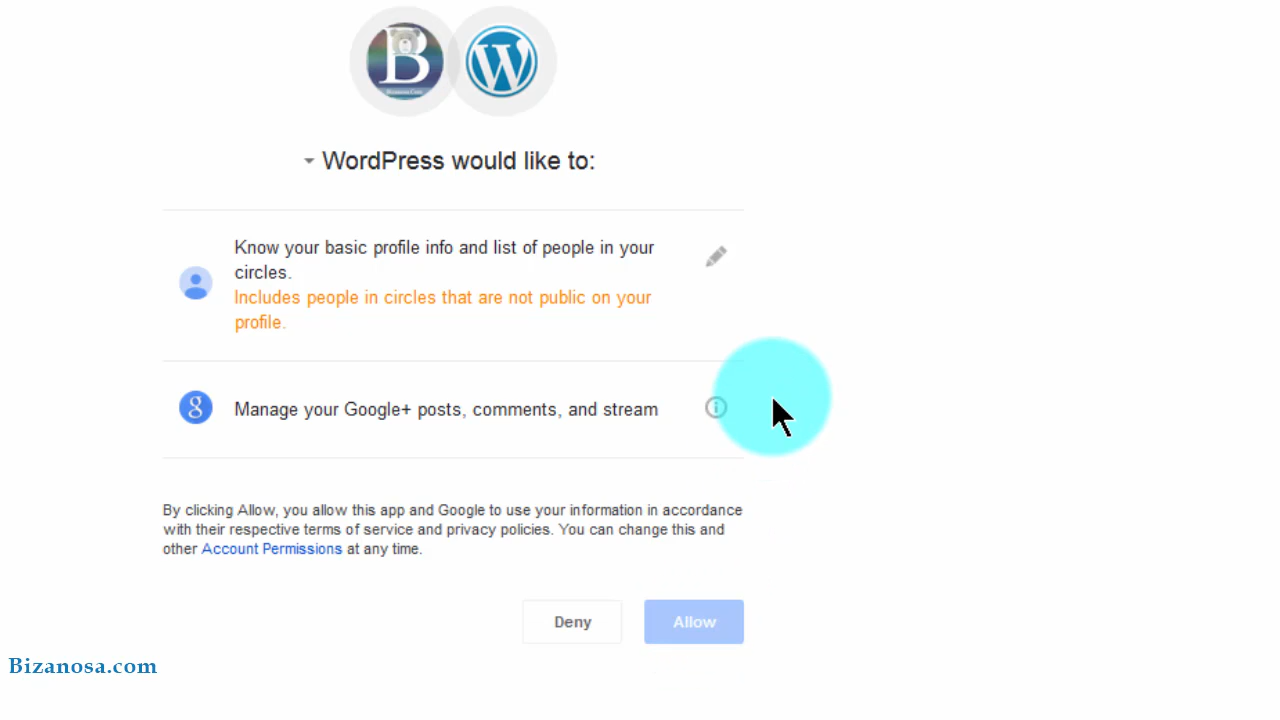 B
Bizanosa.Com
W
WordPress would like to:
Know your basic profile info and list of people in your
circles.
Includes people in circles that are not public on your
profile.
g
Manage your Google+ posts, comments, and stream
i
By clicking Allow, you allow this app and Google to use your information in accordance
with their respective terms of service and privacy policies. You can change this and
other Account Permissions at any time.
Deny
Allow
Bizanosa.com